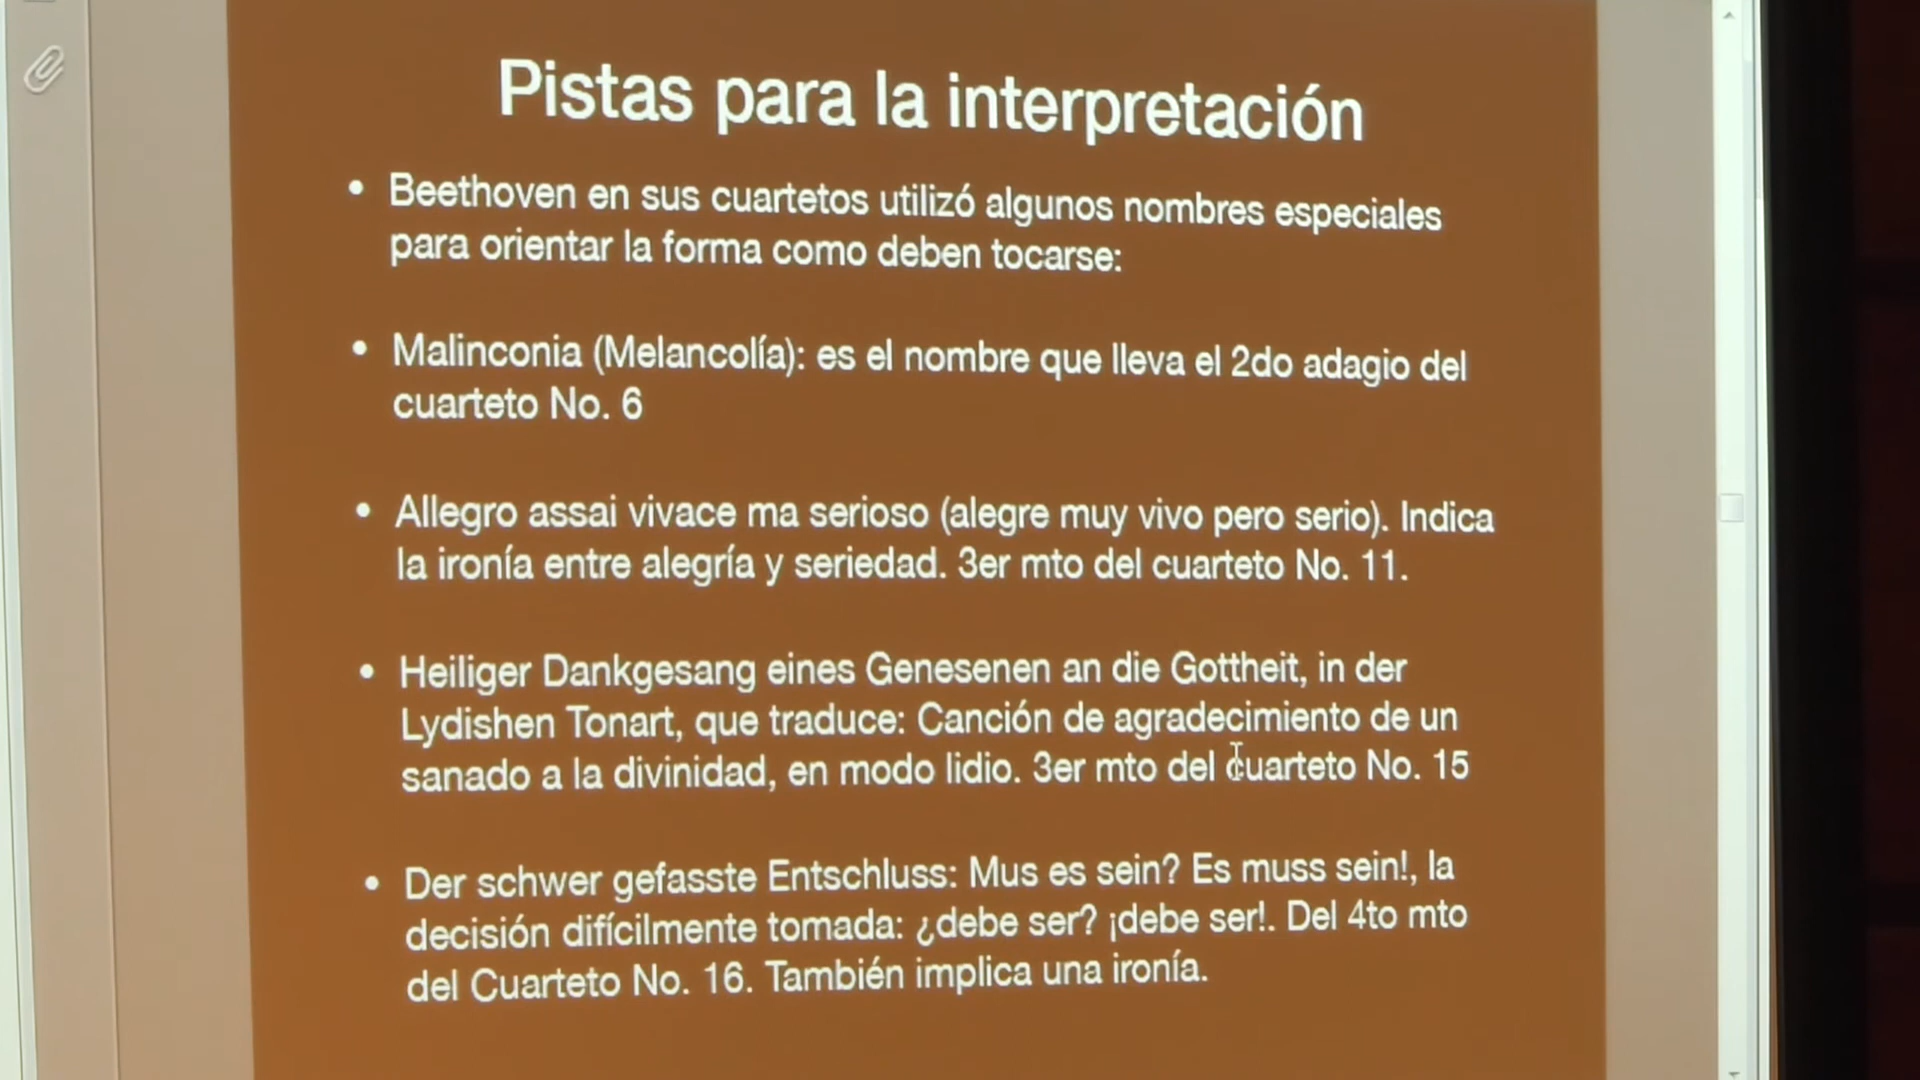 Pistas para la interpretación
• Beethoven en sus cuartetos utilizó algunos nombres especiales
para orientar la forma como deben tocarse:
• Malinconia (Melancolía): es el nombre que lleva el 2do adagio del
cuarteto No. 6
• Allegro assai vivace ma serioso (alegre muy vivo pero serio). Indica
la ironía entre alegría y seriedad. 3er mto del cuarteto No. 11.
• Heiliger Dankgesang eines Genesenen an die Gottheit, in der
Lydishen Tonart, que traduce: Canción de agradecimiento de un
sanado a la divinidad, en modo lidio. 3er mto del cuarteto No. 15
• Der schwer gefasste Entschluss: Mus es sein? Es muss sein!, la
decisión difícilmente tomada: ¿debe ser? ¡debe ser!. Del 4to mto
del Cuarteto No. 16. También implica una ironía.